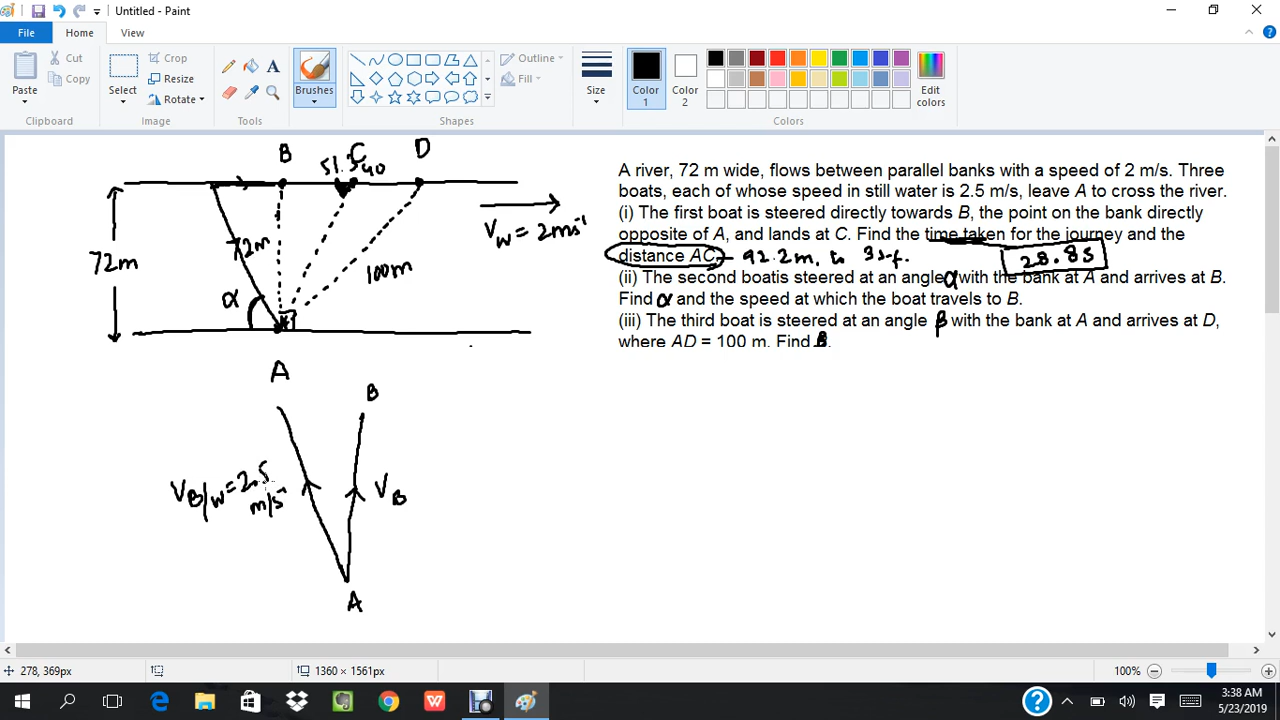 Untitled - Paint
File Home View
Paste Cut Copy Clipboard
Select Crop Resize Rotate Image
Tools
Brushes
Shapes Outline Fill
Size
Color 1 Color 2 Edit colors Colors
B 51.3° C 40 D
72m
72m
100m
α
Vw = 2ms⁻¹
A
A river, 72 m wide, flows between parallel banks with a speed of 2 m/s. Three
boats, each of whose speed in still water is 2.5 m/s, leave A to cross the river.
(i) The first boat is steered directly towards B, the point on the bank directly
opposite of A, and lands at C. Find the time taken for the journey and the
distance AC. 92.2m, to 3s.f. 28.8s
(ii) The second boatis steered at an angle α with the bank at A and arrives at B.
Find α and the speed at which the boat travels to B.
(iii) The third boat is steered at an angle β with the bank at A and arrives at D,
where AD = 100 m. Find β.
B
VB/w = 2.5
m/s
VB
A
278, 369px 1360 × 1561px 100%
3:38 AM
5/23/2019